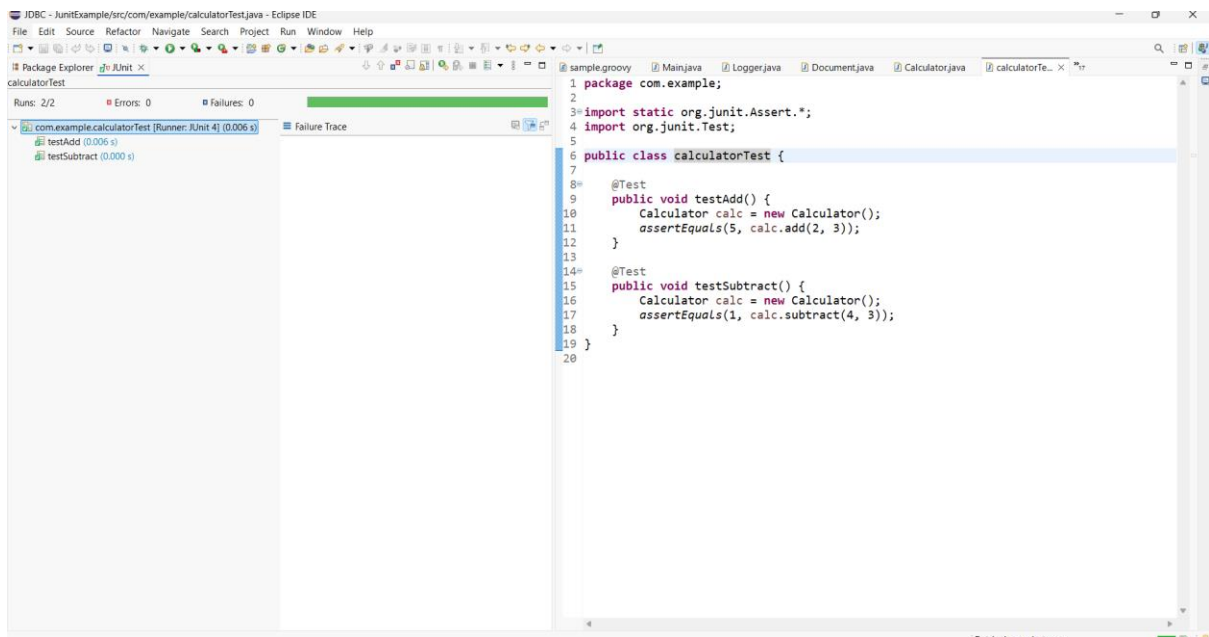 JDBC - JunitExample/src/com/example/calculatorTest.java - Eclipse IDE
File Edit Source Refactor Navigate Search Project Run Window Help
Package Explorer JUnit
calculatorTest
Runs: 2/2 Errors: 0 Failures: 0
com.example.calculatorTest [Runner: JUnit 4] (0.006 s)
testAdd (0.006 s)
testSubtract (0.000 s)
Failure Trace
sample.groovy Main.java Logger.java Document.java Calculator.java calculatorTe... 17
1 package com.example;
2
3 import static org.junit.Assert.*;
4 import org.junit.Test;
5
6 public class calculatorTest {
7
8 @Test
9 public void testAdd() {
10 Calculator calc = new Calculator();
11 assertEquals(5, calc.add(2, 3));
12 }
13
14 @Test
15 public void testSubtract() {
16 Calculator calc = new Calculator();
17 assertEquals(1, calc.subtract(4, 3));
18 }
19 }
20